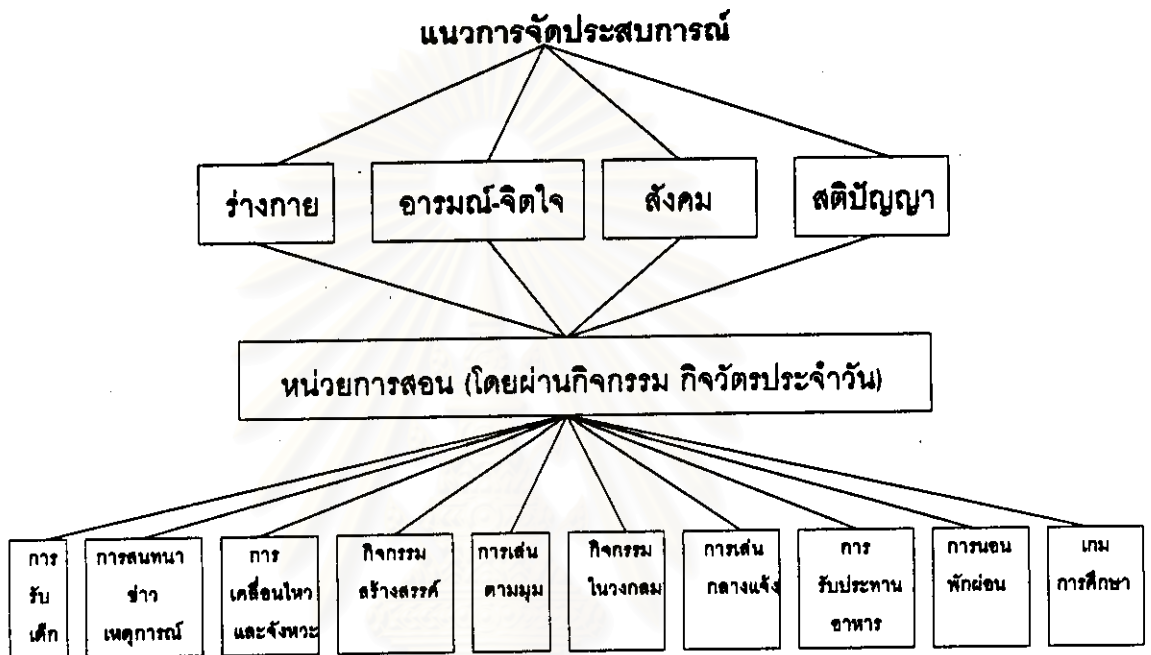 แนวการจัดประสบการณ์
ร่างกาย
อารมณ์-จิตใจ
สังคม
สติปัญญา
หน่วยการสอน (โดยผ่านกิจกรรม กิจวัตรประจำวัน)
การ
รับ
เด็ก
การสนทนา
ข่าว
เหตุการณ์
การ
เคลื่อนไหว
และจังหวะ
กิจกรรม
สร้างสรรค์
การเล่น
ตามมุม
กิจกรรม
ในวงกลม
การเล่น
กลางแจ้ง
การ
รับประทาน
อาหาร
การนอน
พักผ่อน
เกม
การศึกษา